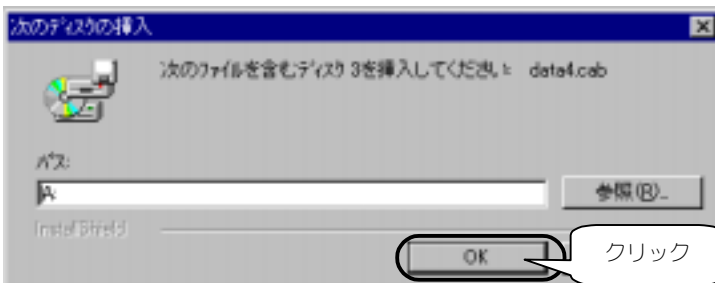 次のディスクの挿入
次のファイルを含むディスク 3を挿入してください: data4.cab
パス:
A:
参照(R)...
InstallShield
OK
クリック